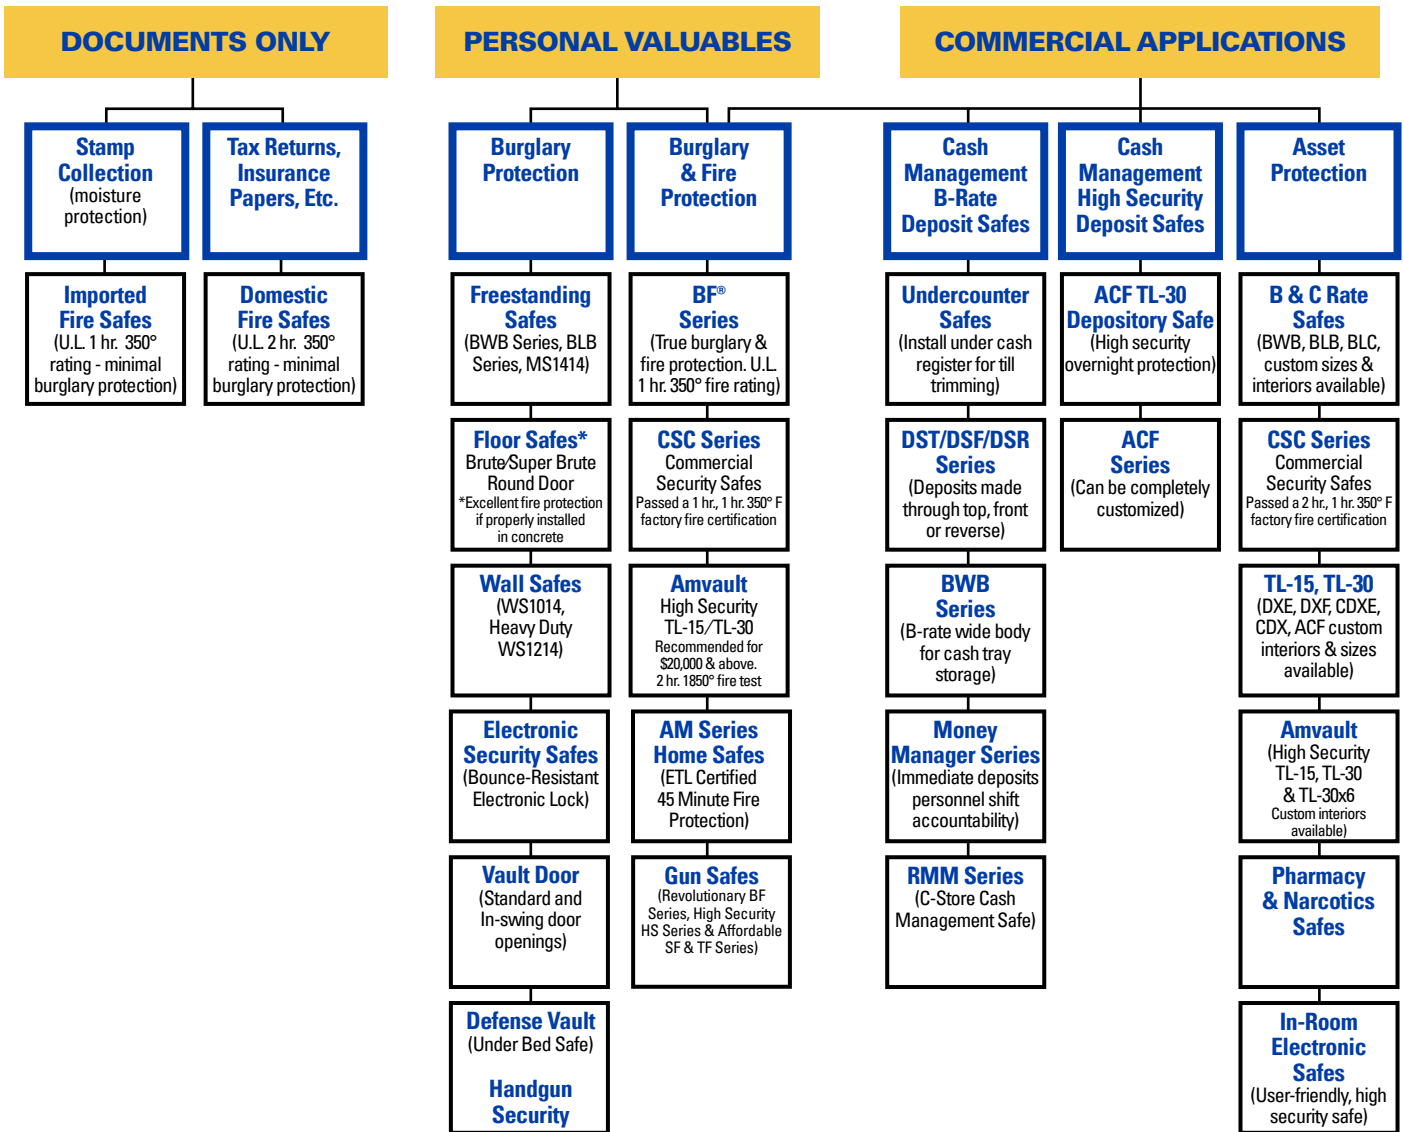 DOCUMENTS ONLY
Stamp
Collection
(moisture
protection)
Imported
Fire Safes
(U.L. 1 hr. 350°
rating - minimal
burglary protection)
Tax Returns,
Insurance
Papers, Etc.
Domestic
Fire Safes
(U.L. 2 hr. 350°
rating - minimal
burglary protection)
PERSONAL VALUABLES
Burglary
Protection
Freestanding
Safes
(BWB Series, BLB
Series, MS1414)
Floor Safes*
Brute/Super Brute
Round Door
*Excellent fire protection
if properly installed
in concrete
Wall Safes
(WS1014,
Heavy Duty
WS1214)
Electronic
Security Safes
(Bounce-Resistant
Electronic Lock)
Vault Door
(Standard and
In-swing door
openings)
Defense Vault
(Under Bed Safe)
Handgun
Security
Burglary
& Fire
Protection
BF®
Series
(True burglary &
fire protection. U.L.
1 hr. 350° fire rating)
CSC Series
Commercial
Security Safes
Passed a 1 hr., 1 hr. 350° F
factory fire certification
Amvault
High Security
TL-15/TL-30
Recommended for
$20,000 & above.
2 hr. 1850° fire test
AM Series
Home Safes
(ETL Certified
45 Minute Fire
Protection)
Gun Safes
(Revolutionary BF
Series, High Security
HS Series & Affordable
SF & TF Series)
COMMERCIAL APPLICATIONS
Cash
Management
B-Rate
Deposit Safes
Undercounter
Safes
(Install under cash
register for till
trimming)
DST/DSF/DSR
Series
(Deposits made
through top, front
or reverse)
BWB
Series
(B-rate wide body
for cash tray
storage)
Money
Manager Series
(Immediate deposits
personnel shift
accountability)
RMM Series
(C-Store Cash
Management Safe)
Cash
Management
High Security
Deposit Safes
ACF TL-30
Depository Safe
(High security
overnight protection)
ACF
Series
(Can be completely
customized)
Asset
Protection
B & C Rate
Safes
(BWB, BLB, BLC,
custom sizes &
interiors available)
CSC Series
Commercial
Security Safes
Passed a 2 hr., 1 hr. 350° F
factory fire certification
TL-15, TL-30
(DXE, DXF, CDXE,
CDX, ACF custom
interiors & sizes
available)
Amvault
(High Security
TL-15, TL-30
& TL-30x6
Custom interiors
available)
Pharmacy
& Narcotics
Safes
In-Room
Electronic
Safes
(User-friendly, high
security safe)